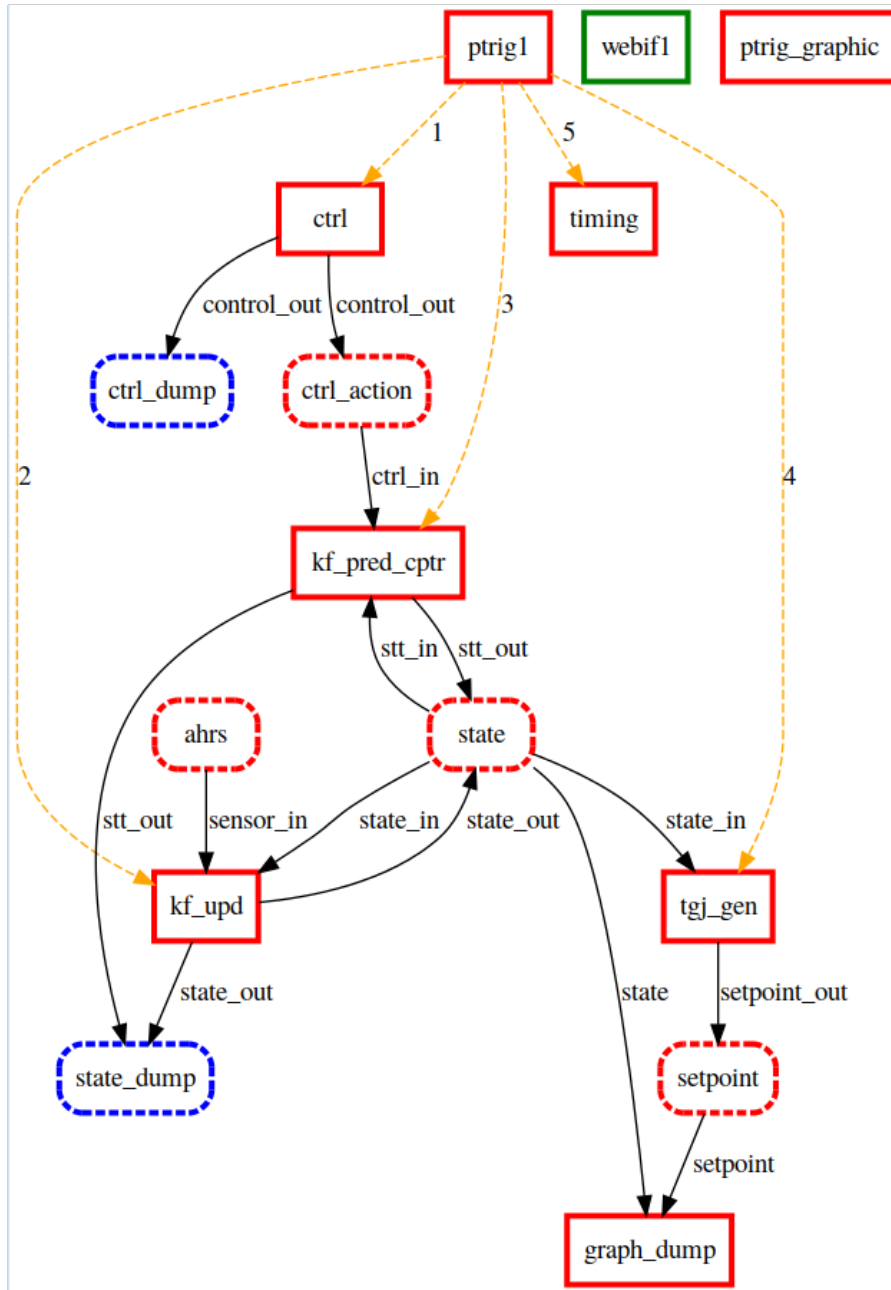 ptrig1
webif1
ptrig_graphic
1
5
ctrl
timing
control_out
control_out
3
ctrl_dump
ctrl_action
2
ctrl_in
4
kf_pred_cptr
stt_in
stt_out
ahrs
state
stt_out
sensor_in
state_in
state_out
state_in
kf_upd
tgj_gen
state_out
state
setpoint_out
state_dump
setpoint
setpoint
graph_dump